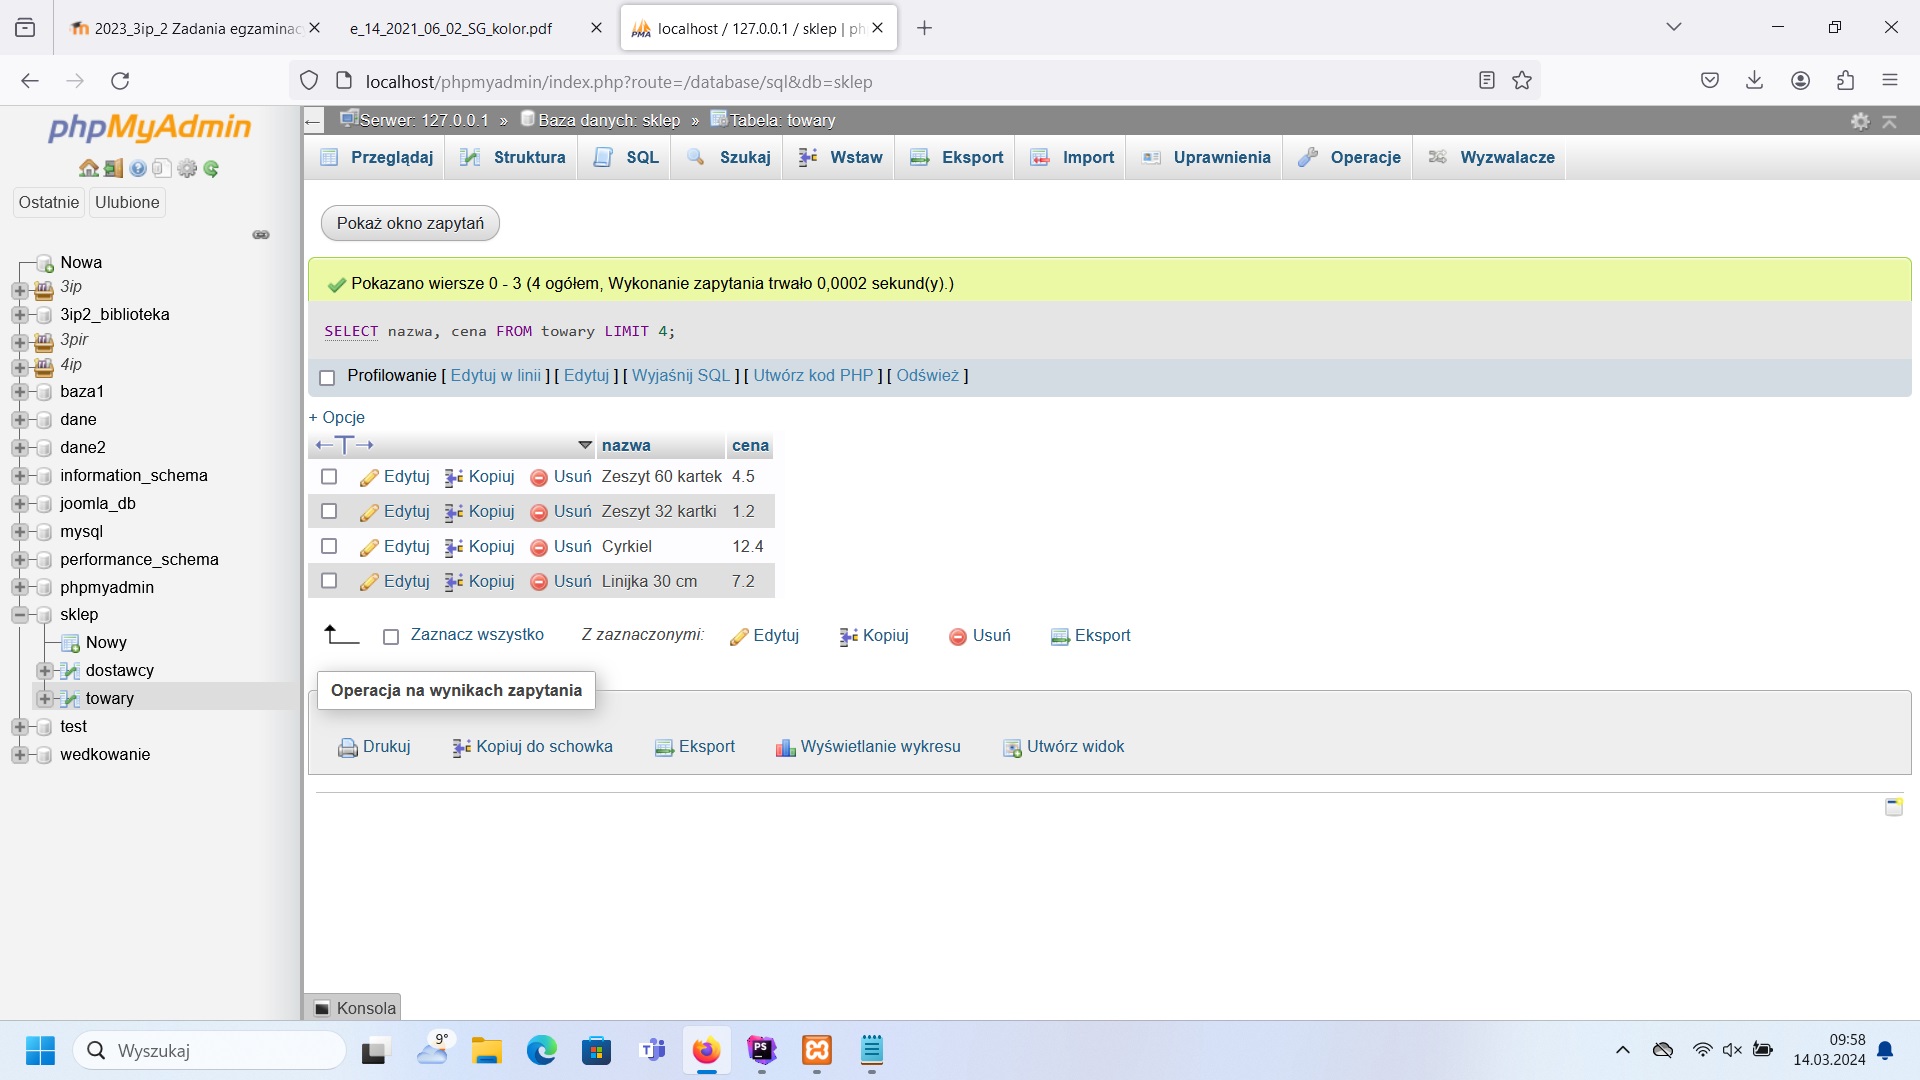 2023_3ip_2 Zadania egzaminac
e_14_2021_06_02_SG_kolor.pdf
localhost / 127.0.0.1 / sklep | ph
PMA
localhost/phpmyadmin/index.php?route=/database/sql&db=sklep
phpMyAdmin
Ostatnie
Ulubione
Nowa
3ip
3ip2_biblioteka
3pir
4ip
baza1
dane
dane2
information_schema
joomla_db
mysql
performance_schema
phpmyadmin
sklep
Nowy
dostawcy
towary
test
wedkowanie
Serwer: 127.0.0.1 » Baza danych: sklep » Tabela: towary
Przeglądaj Struktura SQL Szukaj Wstaw Eksport Import Uprawnienia Operacje Wyzwalacze
Pokaż okno zapytań
Pokazano wiersze 0 - 3 (4 ogółem, Wykonanie zapytania trwało 0,0002 sekund(y).)
SELECT nazwa, cena FROM towary LIMIT 4;
Profilowanie [ Edytuj w linii ] [ Edytuj ] [ Wyjaśnij SQL ] [ Utwórz kod PHP ] [ Odśwież ]
+ Opcje
←T→ nazwa cena
Edytuj Kopiuj Usuń Zeszyt 60 kartek 4.5
Edytuj Kopiuj Usuń Zeszyt 32 kartki 1.2
Edytuj Kopiuj Usuń Cyrkiel 12.4
Edytuj Kopiuj Usuń Linijka 30 cm 7.2
Zaznacz wszystko Z zaznaczonymi: Edytuj Kopiuj Usuń Eksport
Operacja na wynikach zapytania
Drukuj Kopiuj do schowka Eksport Wyświetlanie wykresu Utwórz widok
Konsola
Wyszukaj
9°
PS
09:58
14.03.2024